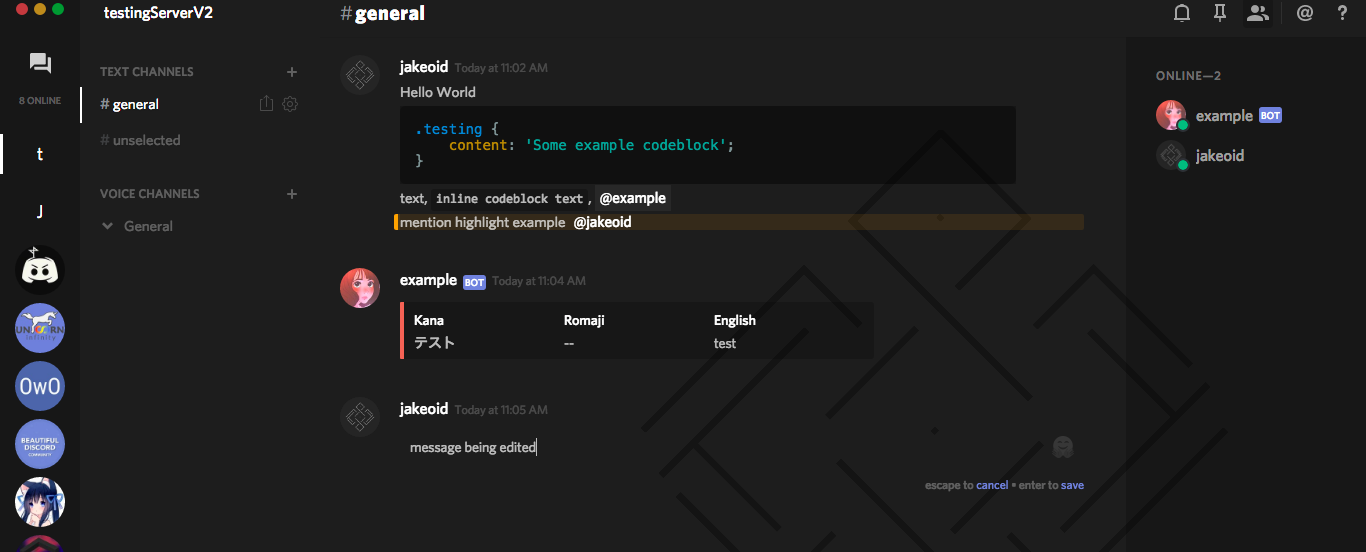 testingServerV2
#general
8 ONLINE
t
J
UNICORN
Infinity
OwO
BEAUTIFUL
DISCORD
COMMUNITY
TEXT CHANNELS +
# general
# unselected
VOICE CHANNELS +
General
jakeoid Today at 11:02 AM
Hello World
.testing {
    content: 'Some example codeblock';
}
text, inline codeblock text, @example
mention highlight example @jakeoid
example BOT Today at 11:04 AM
Kana Romaji English
テスト -- test
jakeoid Today at 11:05 AM
message being edited
escape to cancel • enter to save
@ ?
ONLINE—2
example BOT
jakeoid